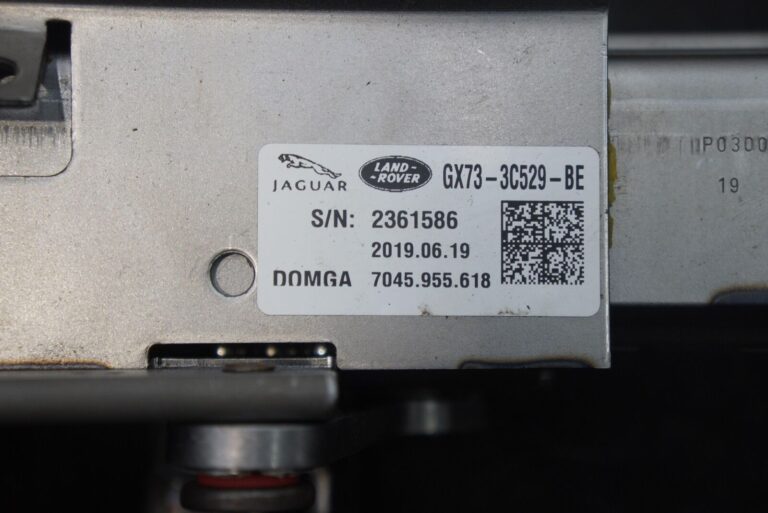 JAGUAR
LAND-
-ROVER
GX73-3C529-BE
S/N: 2361586
2019.06.19
DOMGA 7045.955.618
P0300
19